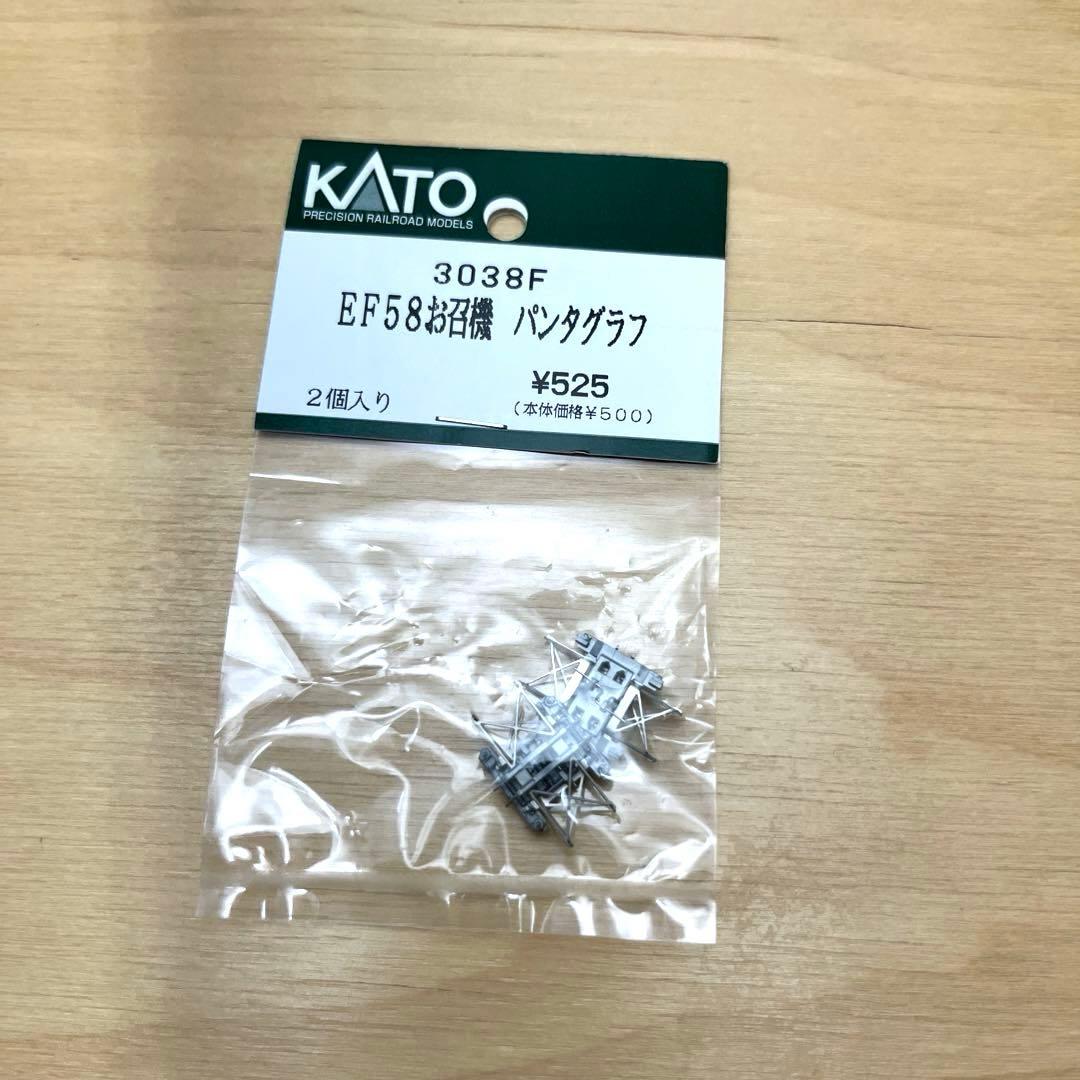 KATO
PRECISION RAILROAD MODELS
3038F
EF58お召機 パンタグラフ
¥525
2個入り
(本体価格¥500)